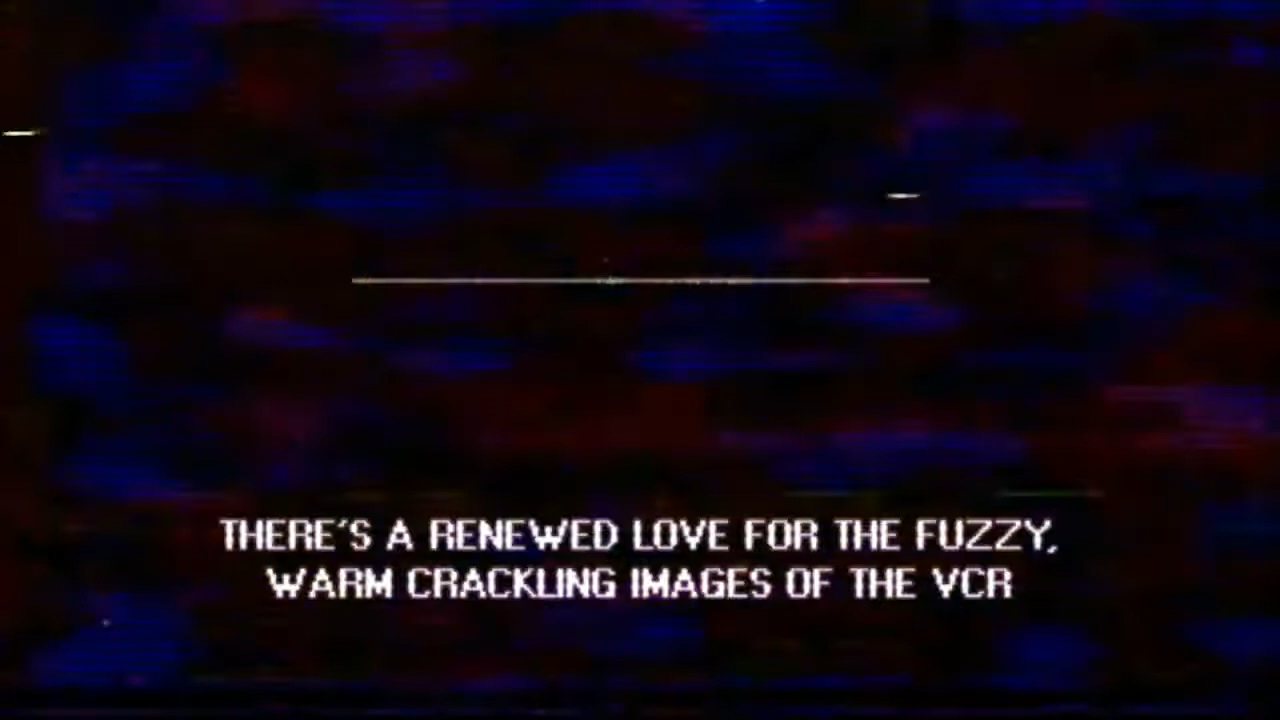 THERE'S A RENEWED LOVE FOR THE FUZZY,
WARM CRACKLING IMAGES OF THE VCR